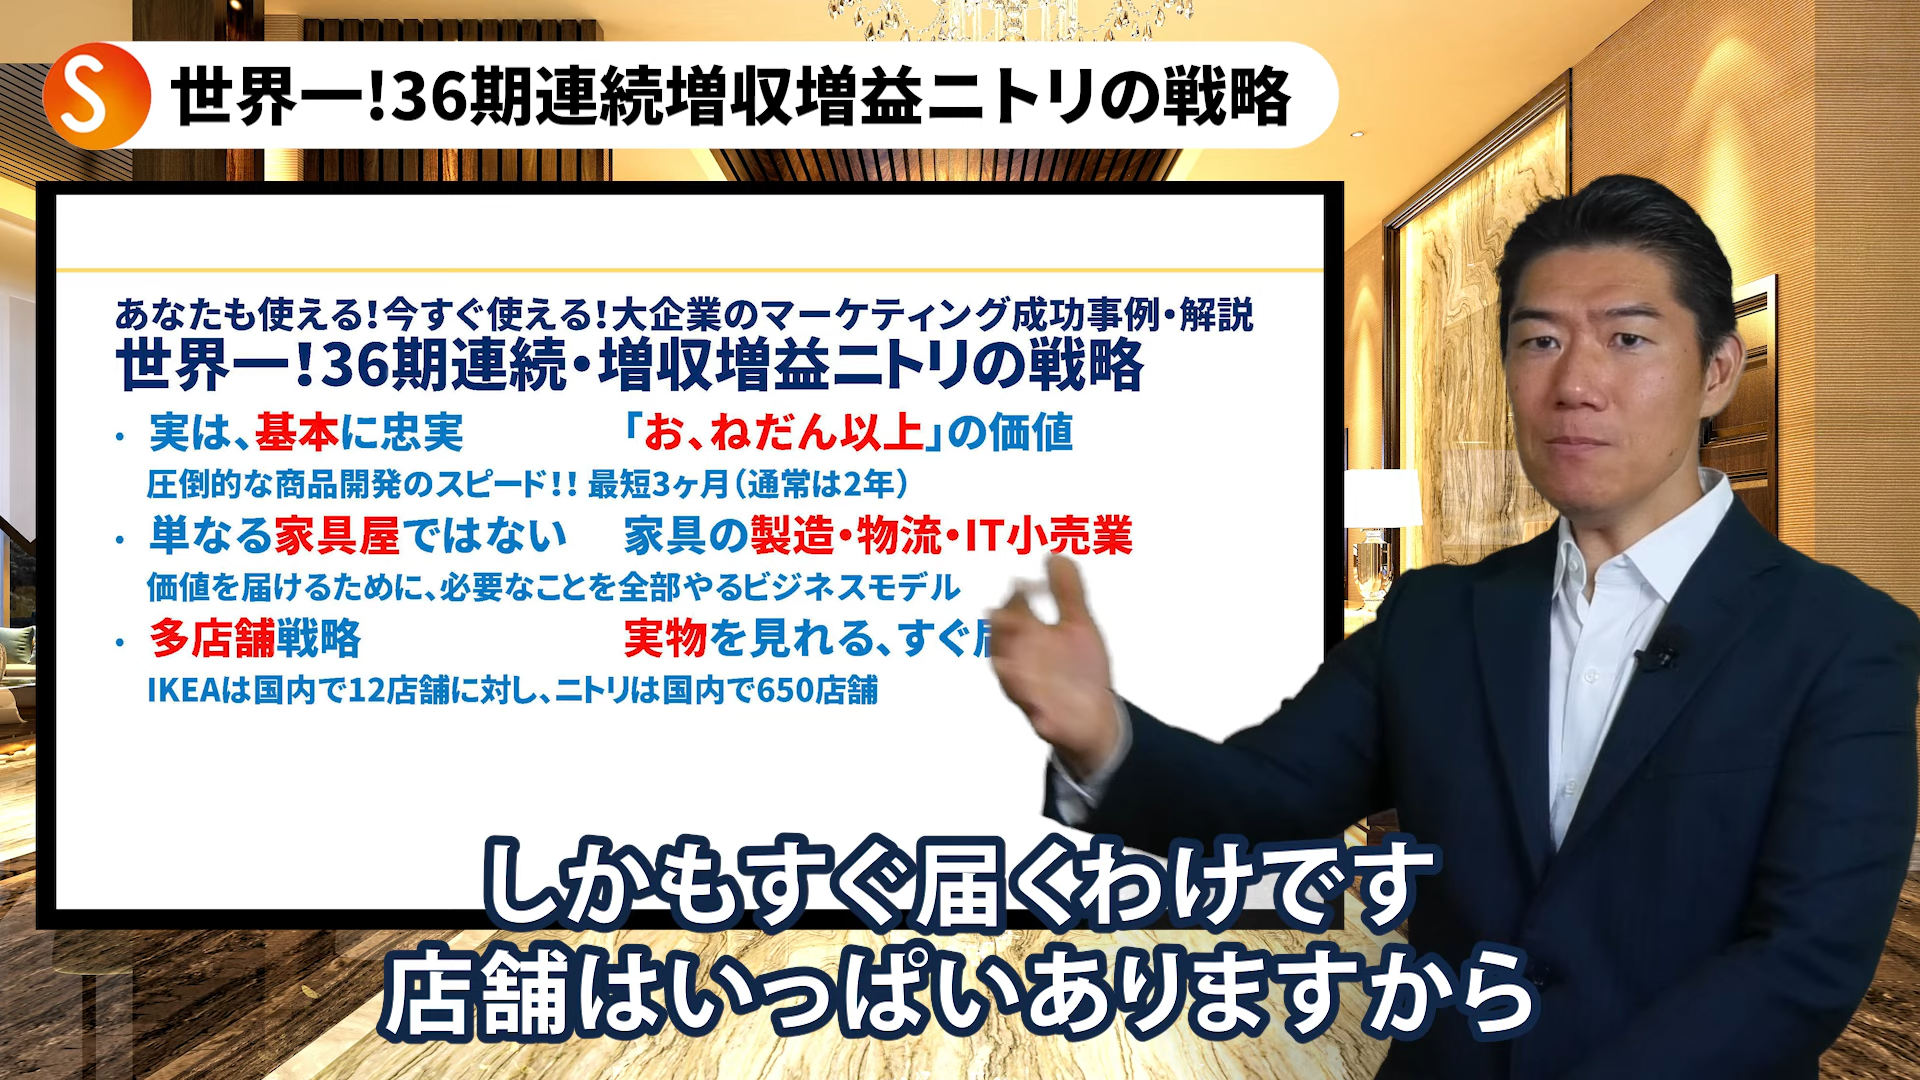 S 世界一!36期連続増収増益ニトリの戦略
あなたも使える!今すぐ使える!大企業のマーケティング成功事例・解説
世界一!36期連続・増収増益ニトリの戦略
・ 実は、基本に忠実 「お、ねだん以上」の価値
圧倒的な商品開発のスピード!! 最短3ヶ月(通常は2年)
・ 単なる家具屋ではない 家具の製造・物流・IT小売業
価値を届けるために、必要なことを全部やるビジネスモデル
・ 多店舗戦略 実物を見れる、すぐ
IKEAは国内で12店舗に対し、ニトリは国内で650店舗
しかもすぐ届くわけです
店舗はいっぱいありますから